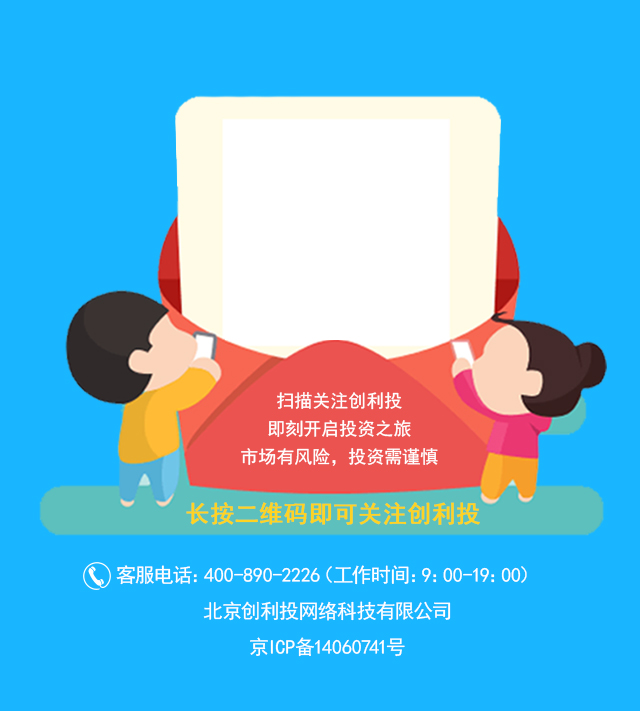 扫描关注创利投
即刻开启投资之旅
市场有风险，投资需谨慎
长按二维码即可关注创利投
客服电话：400-890-2226（工作时间：9：00-19：00）
北京创利投网络科技有限公司
京ICP备14060741号